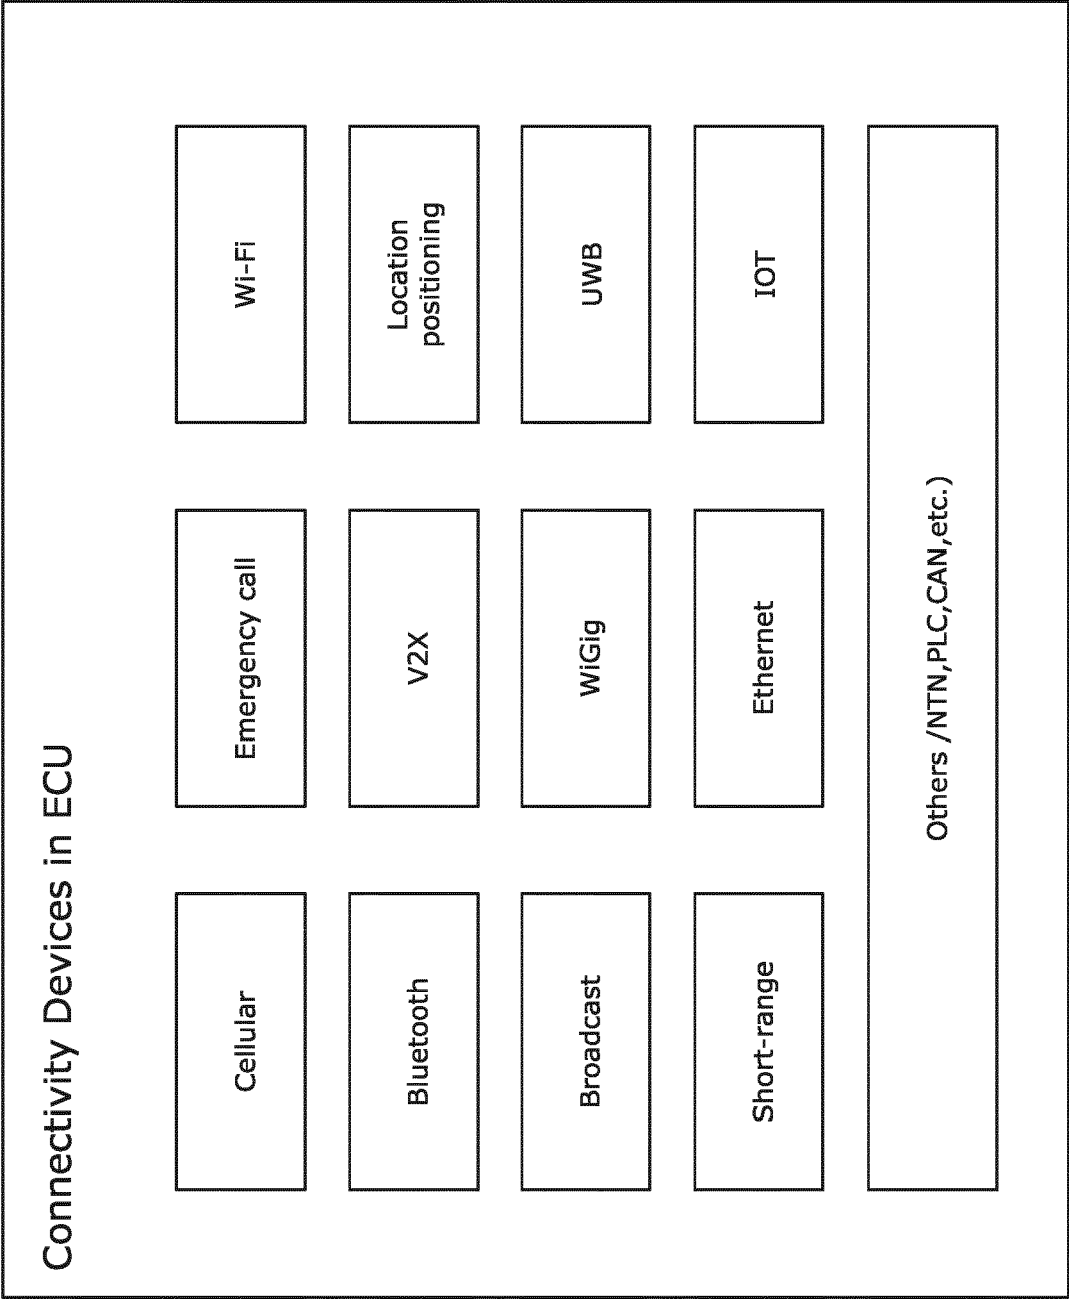 Connectivity Devices in ECU
Cellular
Emergency call
Wi-Fi
Bluetooth
V2X
Location
positioning
Broadcast
WiGig
UWB
Short-range
Ethernet
IOT
Others /NTN,PLC,CAN,etc.)